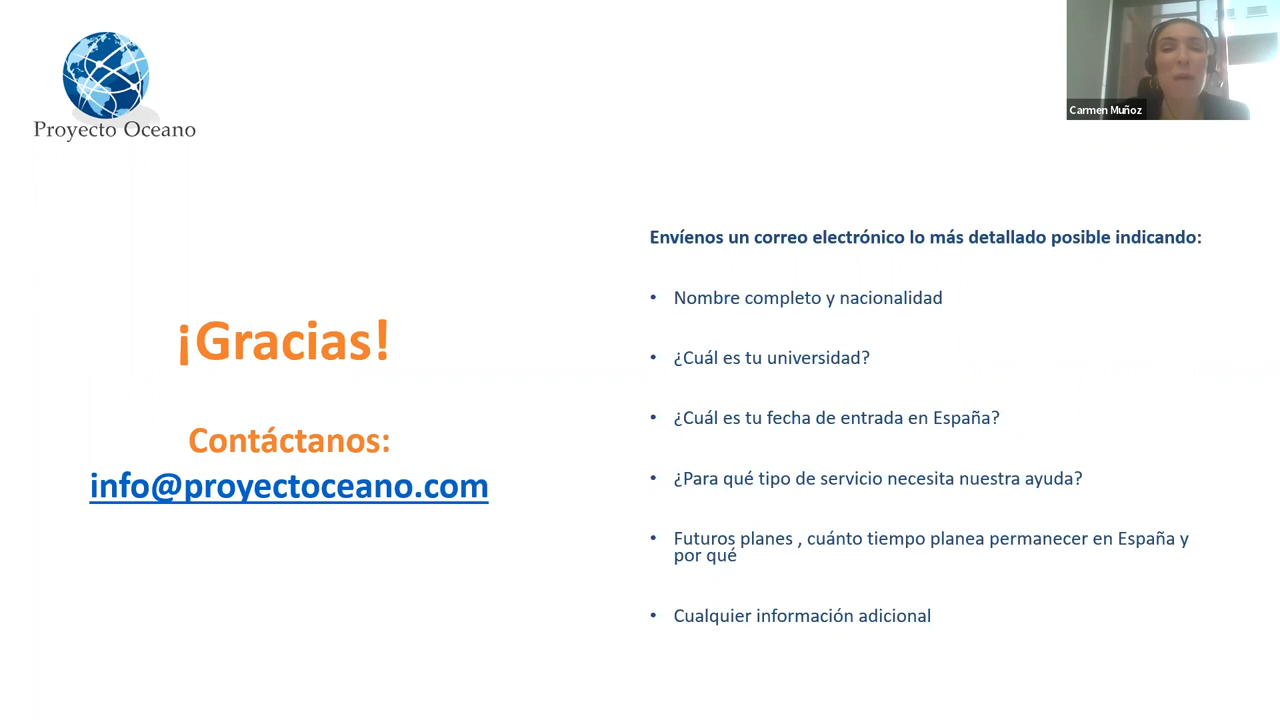 Proyecto Oceano
Carmen Muñoz
¡Gracias!
Contáctanos:
info@proyectoceano.com
Envíenos un correo electrónico lo más detallado posible indicando:
• Nombre completo y nacionalidad
• ¿Cuál es tu universidad?
• ¿Cuál es tu fecha de entrada en España?
• ¿Para qué tipo de servicio necesita nuestra ayuda?
• Futuros planes , cuánto tiempo planea permanecer en España y
por qué
• Cualquier información adicional